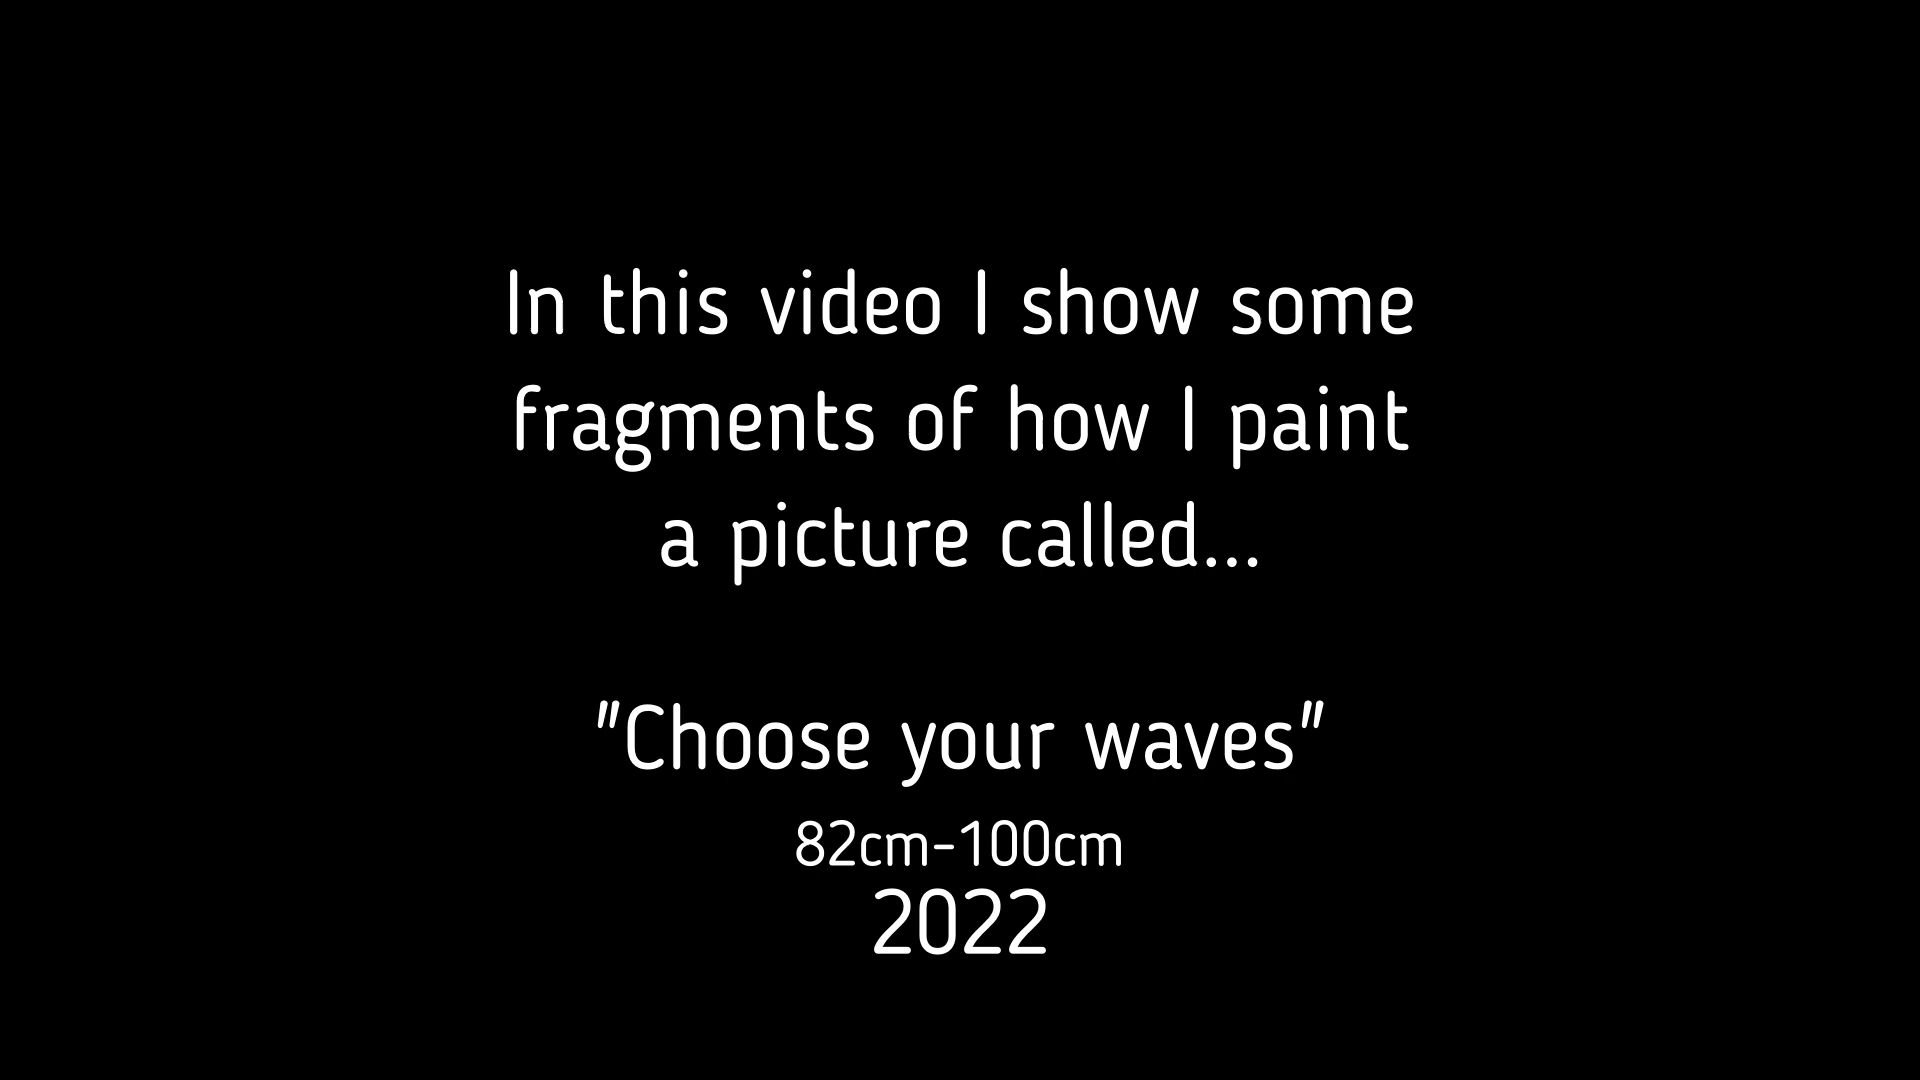 In this video I show some
fragments of how I paint
a picture called...
"Choose your waves"
82cm-100cm
2022